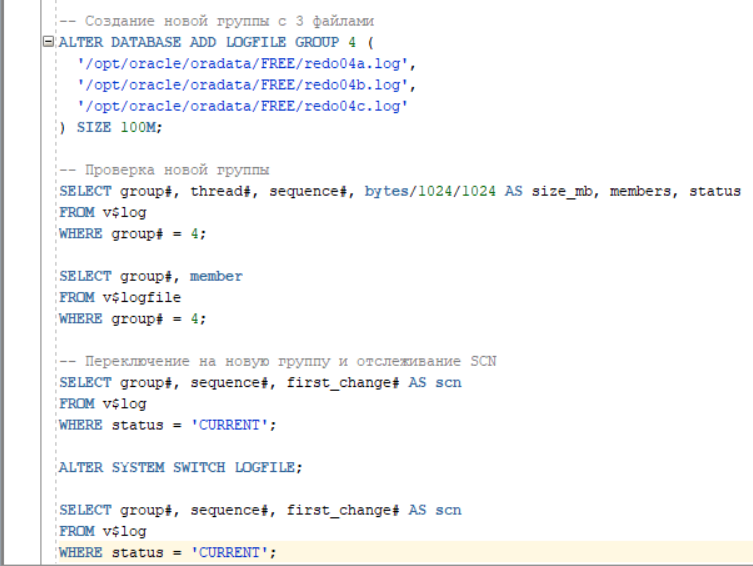 -- Создание новой группы с 3 файлами
ALTER DATABASE ADD LOGFILE GROUP 4 (
'/opt/oracle/oradata/FREE/redo04a.log',
'/opt/oracle/oradata/FREE/redo04b.log',
'/opt/oracle/oradata/FREE/redo04c.log'
) SIZE 100M;
-- Проверка новой группы
SELECT group#, thread#, sequence#, bytes/1024/1024 AS size_mb, members, status
FROM v$log
WHERE group# = 4;
SELECT group#, member
FROM v$logfile
WHERE group# = 4;
-- Переключение на новую группу и отслеживание SCN
SELECT group#, sequence#, first_change# AS scn
FROM v$log
WHERE status = 'CURRENT';
ALTER SYSTEM SWITCH LOGFILE;
SELECT group#, sequence#, first_change# AS scn
FROM v$log
WHERE status = 'CURRENT';